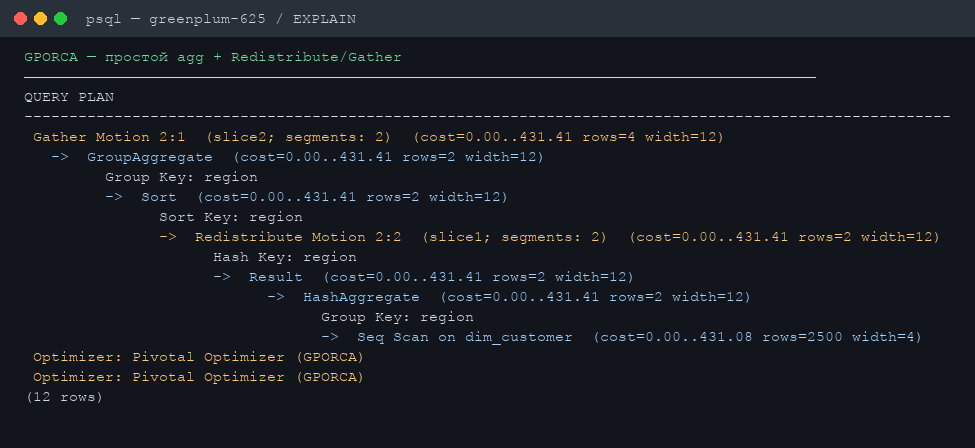 psql — greenplum-625 / EXPLAIN
GPORCA — простой agg + Redistribute/Gather
QUERY PLAN
-------------------------------------------------------------------------------------------------------
Gather Motion 2:1  (slice2; segments: 2)  (cost=0.00..431.41 rows=4 width=12)
  ->  GroupAggregate  (cost=0.00..431.41 rows=2 width=12)
        Group Key: region
        ->  Sort  (cost=0.00..431.41 rows=2 width=12)
              Sort Key: region
              ->  Redistribute Motion 2:2  (slice1; segments: 2)  (cost=0.00..431.41 rows=2 width=12)
                    Hash Key: region
                    ->  Result  (cost=0.00..431.41 rows=2 width=12)
                          ->  HashAggregate  (cost=0.00..431.41 rows=2 width=12)
                                Group Key: region
                                ->  Seq Scan on dim_customer  (cost=0.00..431.08 rows=2500 width=4)
Optimizer: Pivotal Optimizer (GPORCA)
Optimizer: Pivotal Optimizer (GPORCA)
(12 rows)